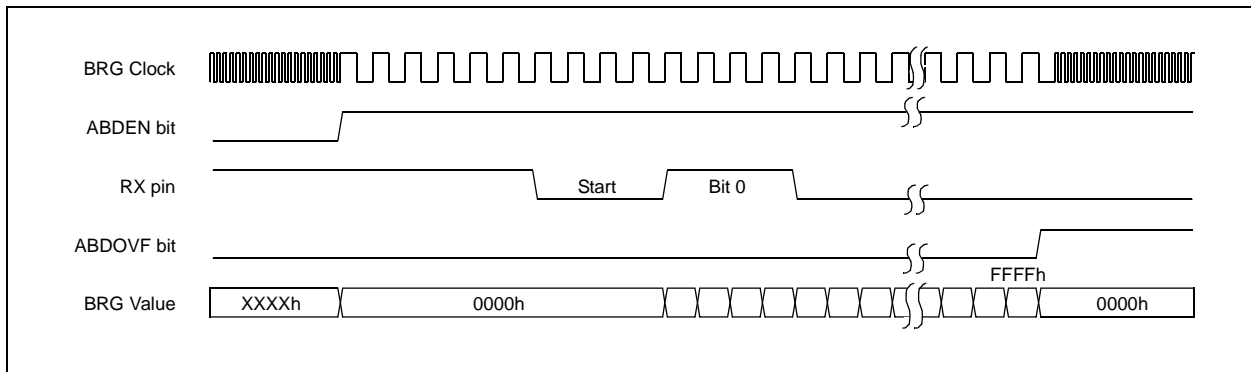 BRG Clock
ABDEN bit
RX pin
Start
Bit 0
ABDOVF bit
FFFFh
BRG Value
XXXXh
0000h
0000h